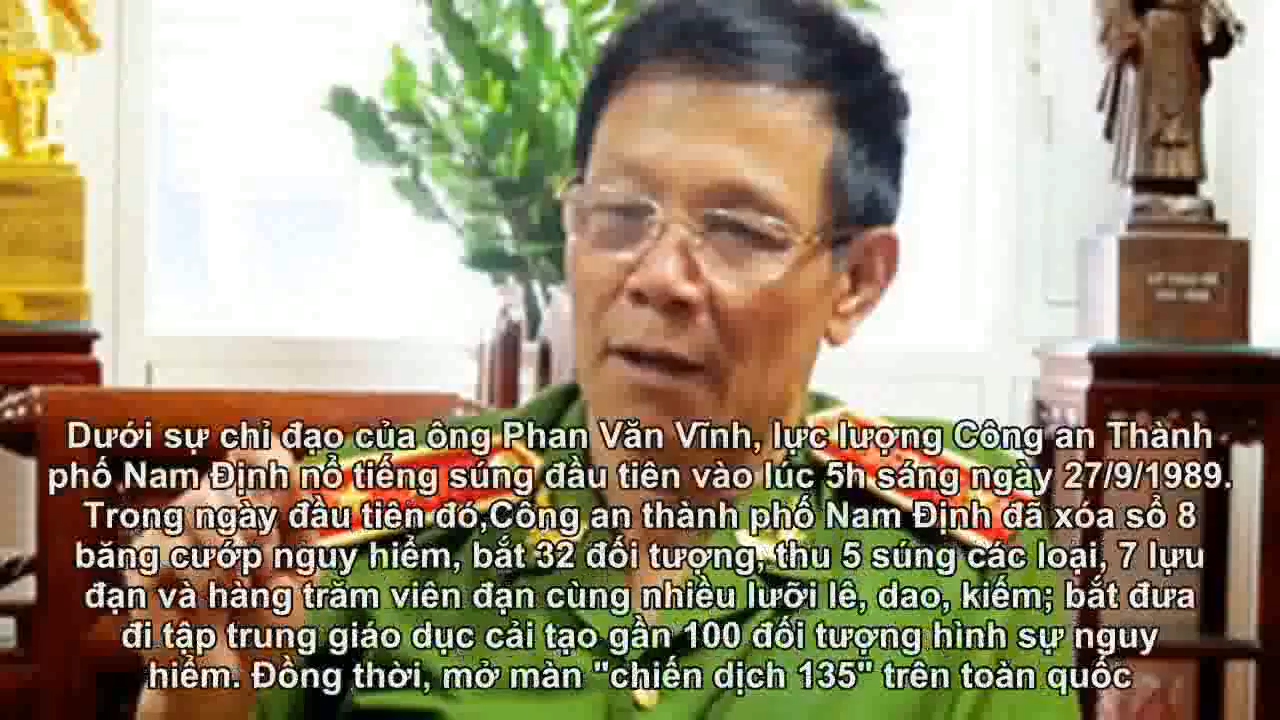 Dưới sự chỉ đạo của ông Phan Văn Vĩnh, lực lượng Công an Thành
phố Nam Định nổ tiếng súng đầu tiên vào lúc 5h sáng ngày 27/9/1989.
Trong ngày đầu tiên đó,Công an thành phố Nam Định đã xóa sổ 8
băng cướp nguy hiểm, bắt 32 đối tượng, thu 5 súng các loại, 7 lựu
đạn và hàng trăm viên đạn cùng nhiều lưỡi lê, dao, kiếm; bắt đưa
đi tập trung giáo dục cải tạo gần 100 đối tượng hình sự nguy
hiểm. Đồng thời, mở màn "chiến dịch 135" trên toàn quốc